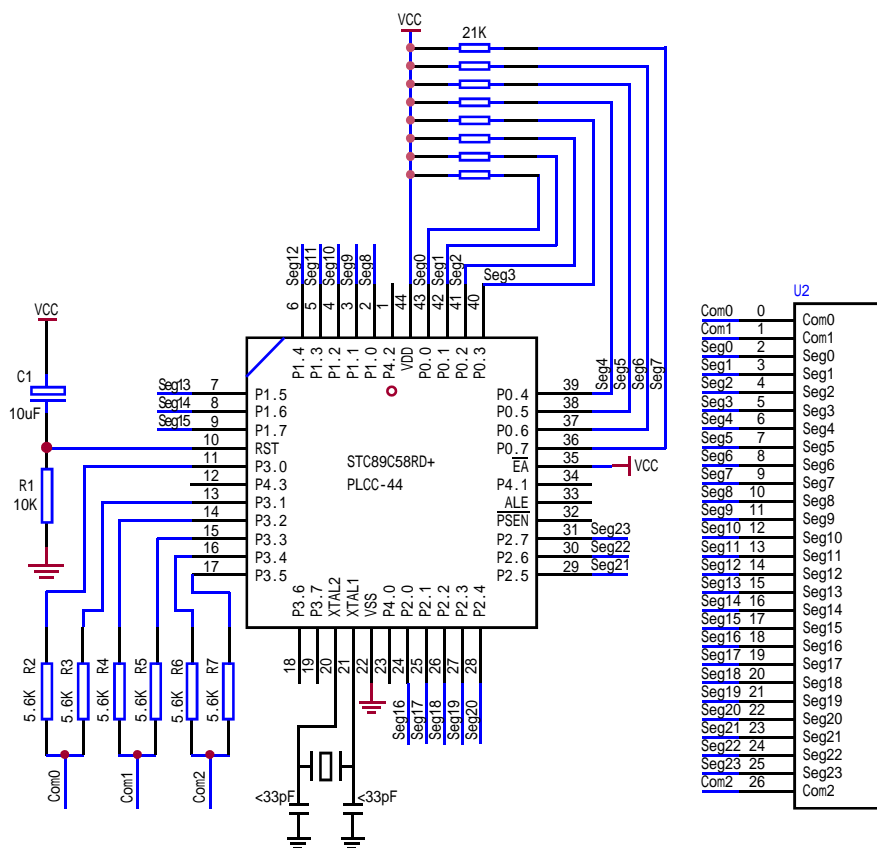 VCC
21K
Seg12
Seg11
Seg10
Seg9
Seg8
Seg0
Seg1
Seg2
Seg3
6
5
4
3
2
1
44
43
42
41
40
P1.4
P1.3
P1.2
P1.1
P1.0
P4.2
VDD
P0.0
P0.1
P0.2
P0.3
Seg4
Seg5
Seg6
Seg7
VCC
C1
10uF
R1
10K
Seg13 7 P1.5
Seg14 8 P1.6
Seg15 9 P1.7
10 RST
11 P3.0
12 P4.3
13 P3.1
14 P3.2
15 P3.3
16 P3.4
17 P3.5
STC89C58RD+
PLCC-44
P0.4 39
P0.5 38
P0.6 37
P0.7 36
EA 35 VCC
P4.1 34
ALE 33
PSEN 32
P2.7 31 Seg23
P2.6 30 Seg22
P2.5 29 Seg21
P3.6
P3.7
XTAL2
XTAL1
VSS
P4.0
P2.0
P2.1
P2.2
P2.3
P2.4
18
19
20
21
22
23
24
25
26
27
28
Seg16
Seg17
Seg18
Seg19
Seg20
R2
5.6K
R3
5.6K
R4
5.6K
R5
5.6K
R6
5.6K
R7
5.6K
Com0
Com1
Com2
<33pF
<33pF
U2
Com0 0 Com0
Com1 1 Com1
Seg0 2 Seg0
Seg1 3 Seg1
Seg2 4 Seg2
Seg3 5 Seg3
Seg4 6 Seg4
Seg5 7 Seg5
Seg6 8 Seg6
Seg7 9 Seg7
Seg8 10 Seg8
Seg9 11 Seg9
Seg10 12 Seg10
Seg11 13 Seg11
Seg12 14 Seg12
Seg13 15 Seg13
Seg14 16 Seg14
Seg15 17 Seg15
Seg16 18 Seg16
Seg17 19 Seg17
Seg18 20 Seg18
Seg19 21 Seg19
Seg20 22 Seg20
Seg21 23 Seg21
Seg22 24 Seg22
Seg23 25 Seg23
Com2 26 Com2